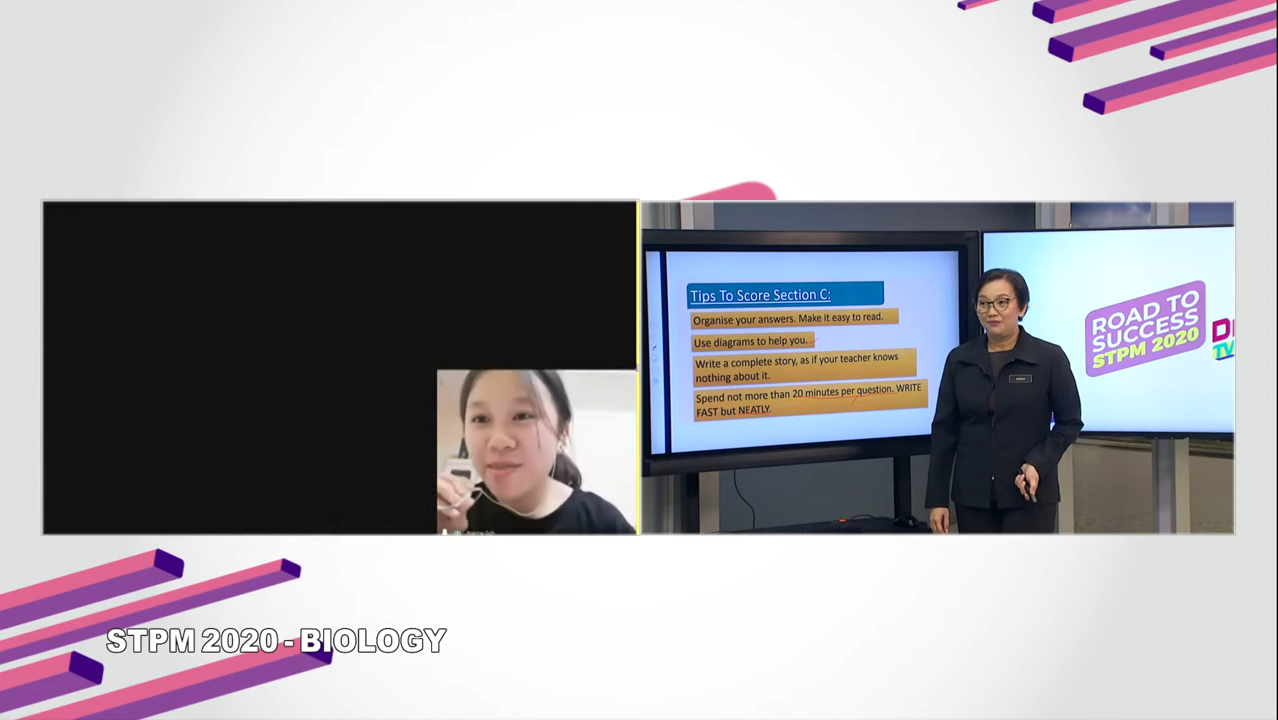 Tips To Score Section C:
Organise your answers. Make it easy to read.
Use diagrams to help you.
Write a complete story, as if your teacher knows
nothing about it.
Spend not more than 20 minutes per question. WRITE
FAST but NEATLY.
ROAD TO
SUCCESS
STPM 2020
TV
STPM 2020 - BIOLOGY